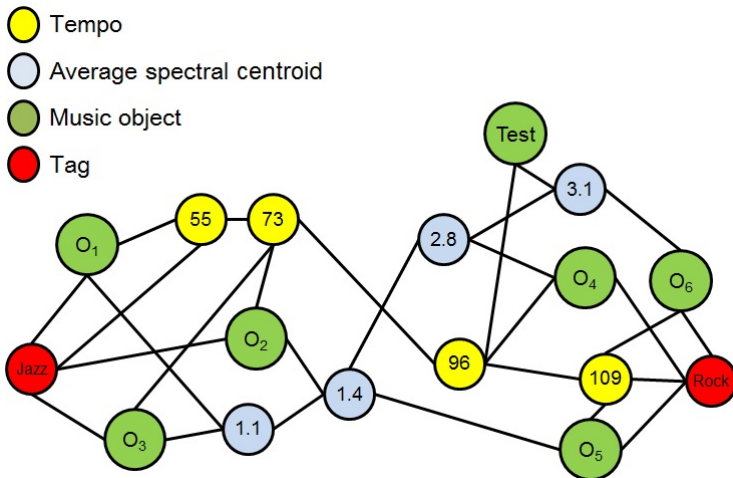 Tempo
Average spectral centroid
Music object
Tag
Test
3.1
55
73
2.8
O₁
O₄
O₆
O₂
96
Jazz
109
Rock
1.4
O₃
1.1
O₅